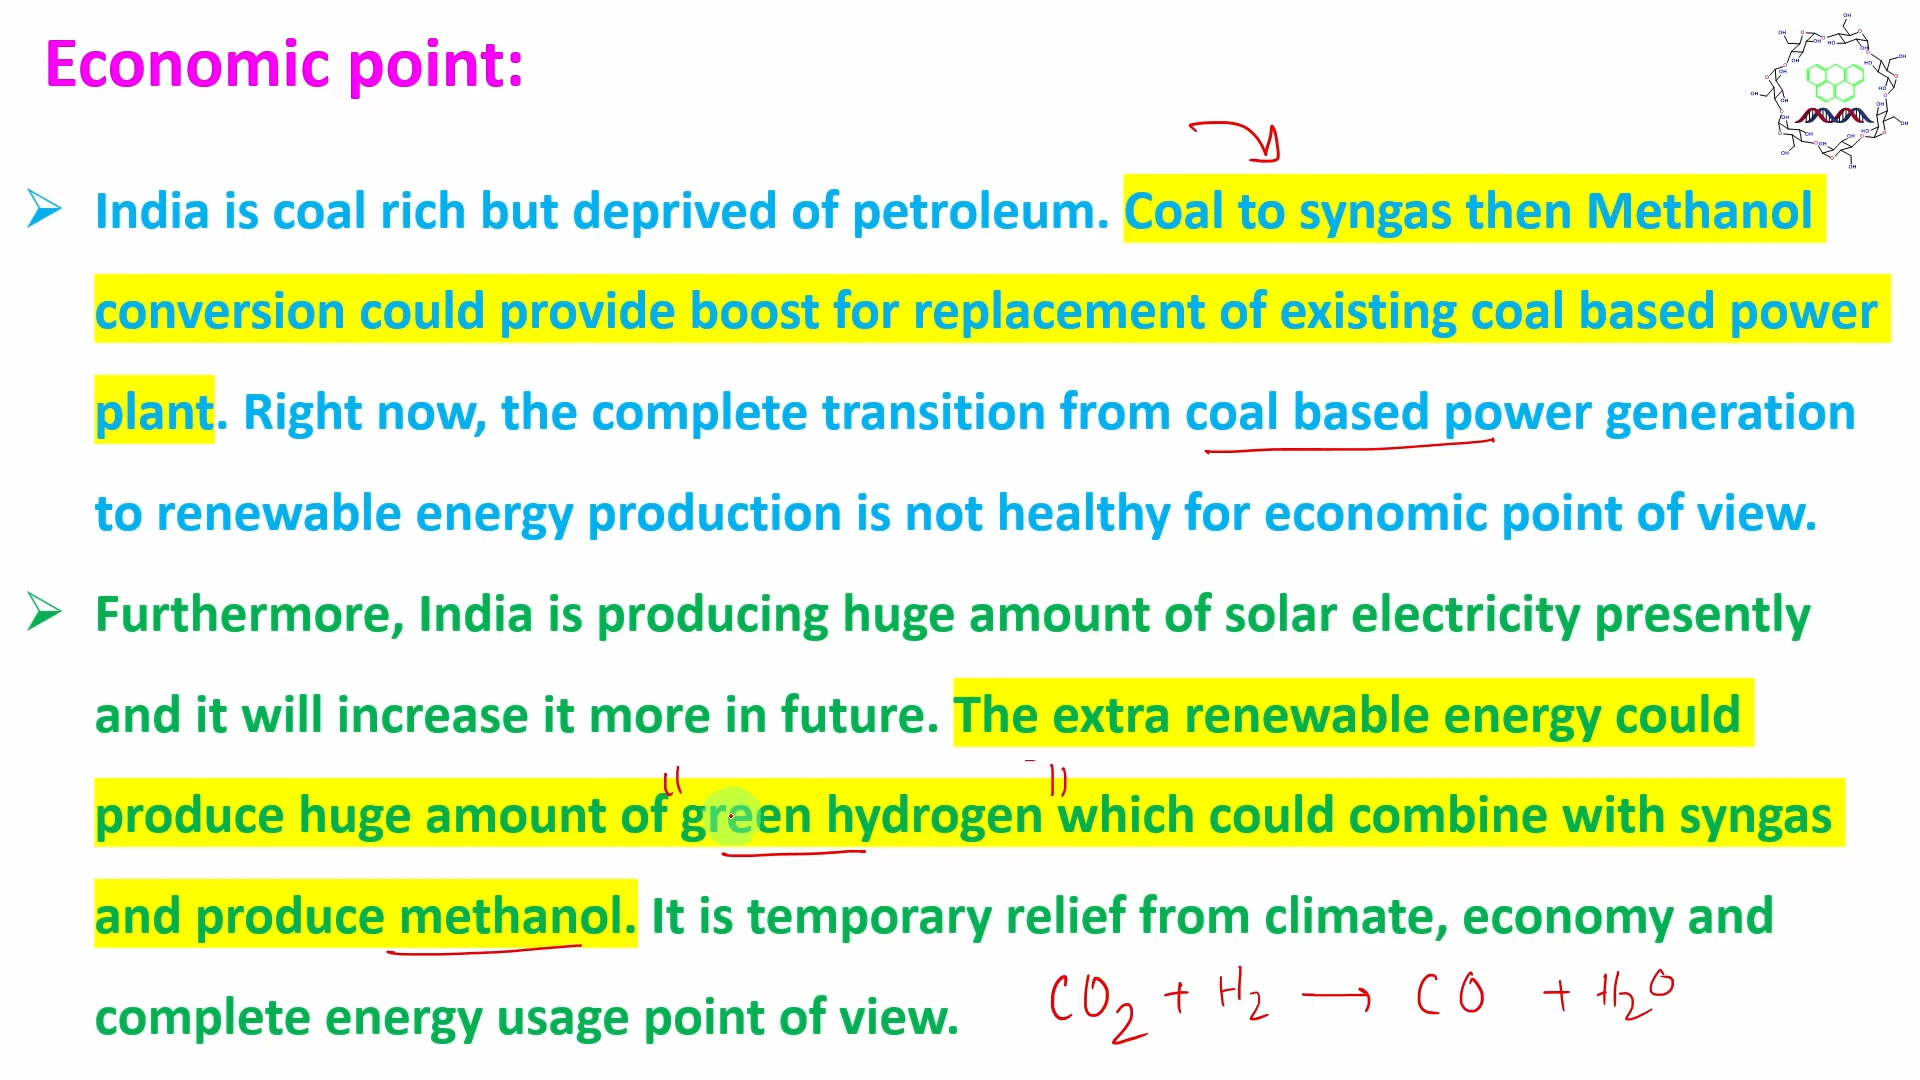 Economic point:
India is coal rich but deprived of petroleum. Coal to syngas then Methanol
conversion could provide boost for replacement of existing coal based power
plant. Right now, the complete transition from coal based power generation
to renewable energy production is not healthy for economic point of view.
Furthermore, India is producing huge amount of solar electricity presently
and it will increase it more in future. The extra renewable energy could
produce huge amount of green hydrogen which could combine with syngas
and produce methanol. It is temporary relief from climate, economy and
complete energy usage point of view.
CO₂ + H₂ → CO + H₂O